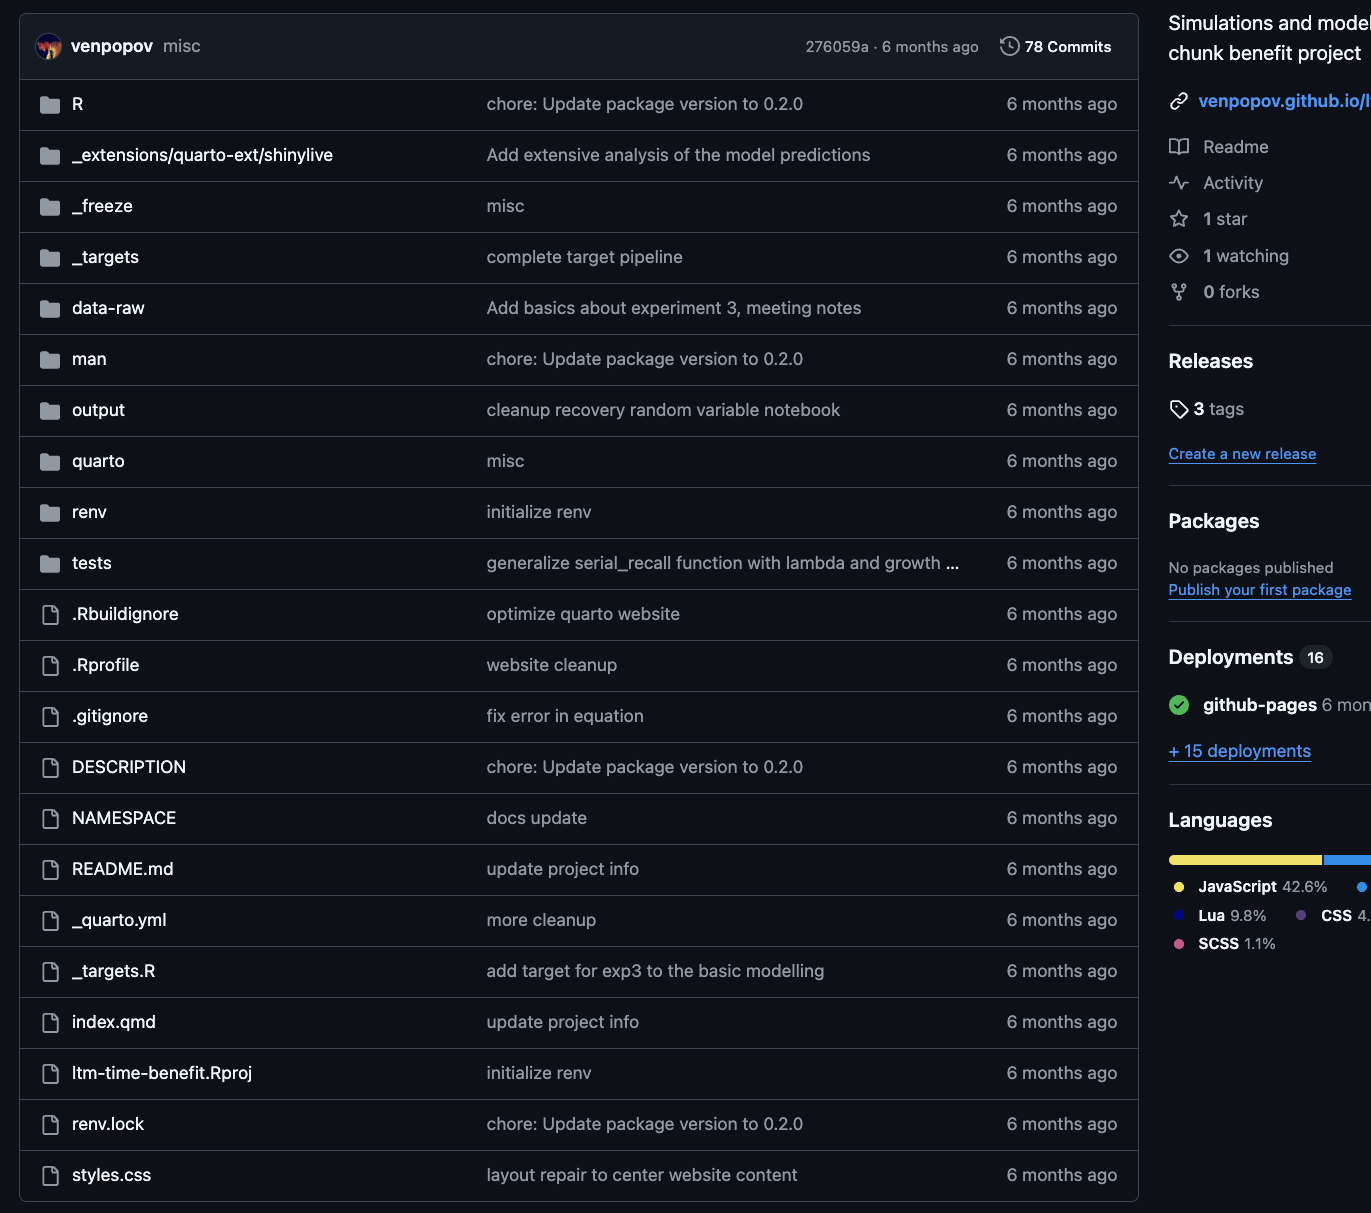 venpopov misc 276059a · 6 months ago 78 Commits
R chore: Update package version to 0.2.0 6 months ago
_extensions/quarto-ext/shinylive Add extensive analysis of the model predictions 6 months ago
_freeze misc 6 months ago
_targets complete target pipeline 6 months ago
data-raw Add basics about experiment 3, meeting notes 6 months ago
man chore: Update package version to 0.2.0 6 months ago
output cleanup recovery random variable notebook 6 months ago
quarto misc 6 months ago
renv initialize renv 6 months ago
tests generalize serial_recall function with lambda and growth ... 6 months ago
.Rbuildignore optimize quarto website 6 months ago
.Rprofile website cleanup 6 months ago
.gitignore fix error in equation 6 months ago
DESCRIPTION chore: Update package version to 0.2.0 6 months ago
NAMESPACE docs update 6 months ago
README.md update project info 6 months ago
_quarto.yml more cleanup 6 months ago
_targets.R add target for exp3 to the basic modelling 6 months ago
index.qmd update project info 6 months ago
ltm-time-benefit.Rproj initialize renv 6 months ago
renv.lock chore: Update package version to 0.2.0 6 months ago
styles.css layout repair to center website content 6 months ago
Simulations and model
chunk benefit project
venpopov.github.io/l
Readme
Activity
1 star
1 watching
0 forks
Releases
3 tags
Create a new release
Packages
No packages published
Publish your first package
Deployments 16
github-pages 6 mon
+ 15 deployments
Languages
JavaScript 42.6%
Lua 9.8% CSS 4.
SCSS 1.1%